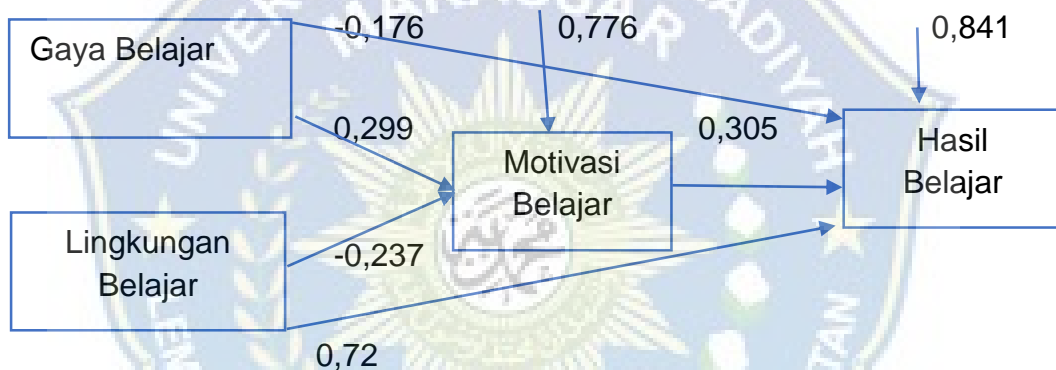 -0,176
0,776
0,841
Gaya Belajar
0,299
0,305
Motivasi
Belajar
Hasil
Belajar
Lingkungan
Belajar
-0,237
0,72
MAKASSAR